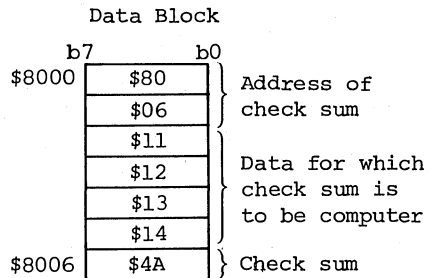 Data Block
b7 b0
$8000 $80 Address of
$06 check sum
$11
$12 Data for which
$13 check sum is
$14 to be computer
$8006 $4A Check sum